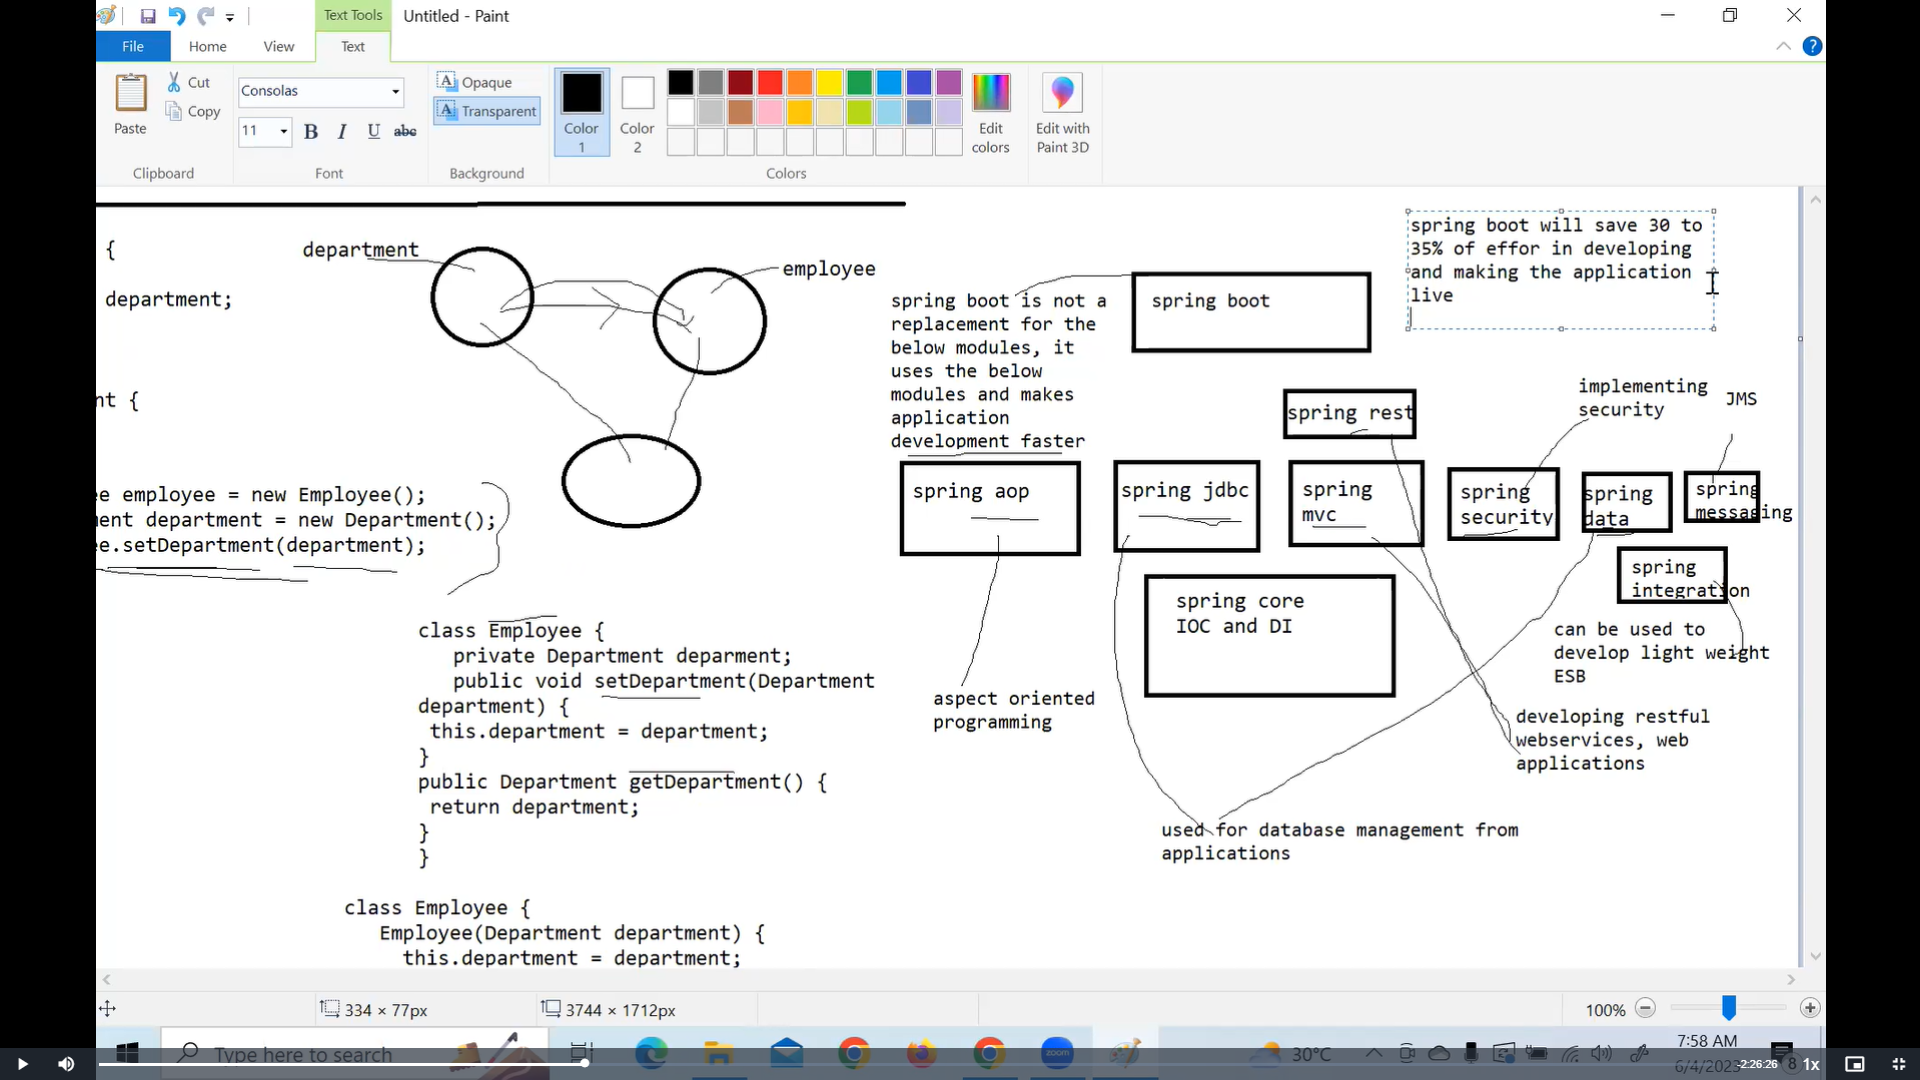 Text Tools
Untitled - Paint
File
Home
View
Text
Paste
Cut
Copy
Clipboard
Consolas
11
B I U abc
Font
Opaque
Transparent
Background
Color
1
Color
2
Colors
Edit
colors
Edit with
Paint 3D
{
department
employee
department;
nt {
ee employee = new Employee();
ment department = new Department();
ee.setDepartment(department);
class Employee {
private Department deparment;
public void setDepartment(Department
department) {
this.department = department;
}
public Department getDepartment() {
return department;
}
}
class Employee {
Employee(Department department) {
this.department = department;
spring boot is not a
replacement for the
below modules, it
uses the below
modules and makes
application
development faster
spring boot
spring boot will save 30 to
35% of effor in developing
and making the application
live
spring rest
implementing
security
JMS
spring aop
spring jdbc
spring
mvc
spring
security
spring
data
spring
messaging
spring
integration
spring core
IOC and DI
can be used to
develop light weight
ESB
aspect oriented
programming
developing restful
webservices, web
applications
used for database management from
applications
334 × 77px
3744 × 1712px
100%
Type here to search
zoom
30°C
7:58 AM
6/4/2023
-2:26:26
8
1x